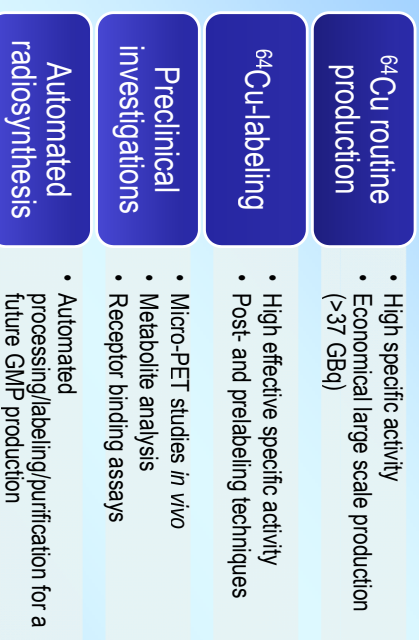 ⁶⁴Cu routine
production
• High specific activity
• Economical large scale production
(>37 GBq)
⁶⁴Cu-labeling
• High effective specific activity
• Post- and prelabeling techniques
Preclinical
investigations
• Micro-PET studies in vivo
• Metabolite analysis
• Receptor binding assays
Automated
radiosynthesis
• Automated
processing/labeling/purification for a
future GMP production